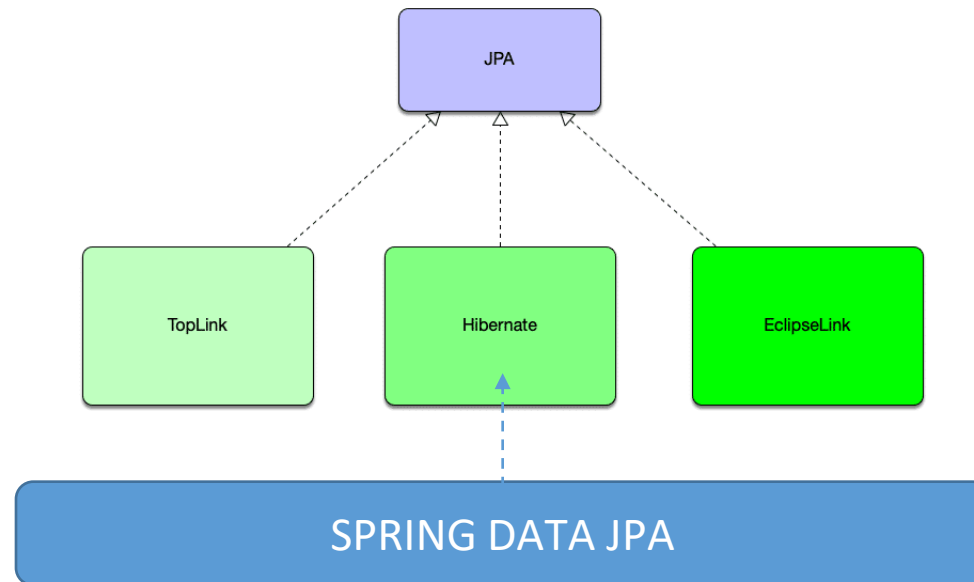 JPA
TopLink
Hibernate
EclipseLink
SPRING DATA JPA